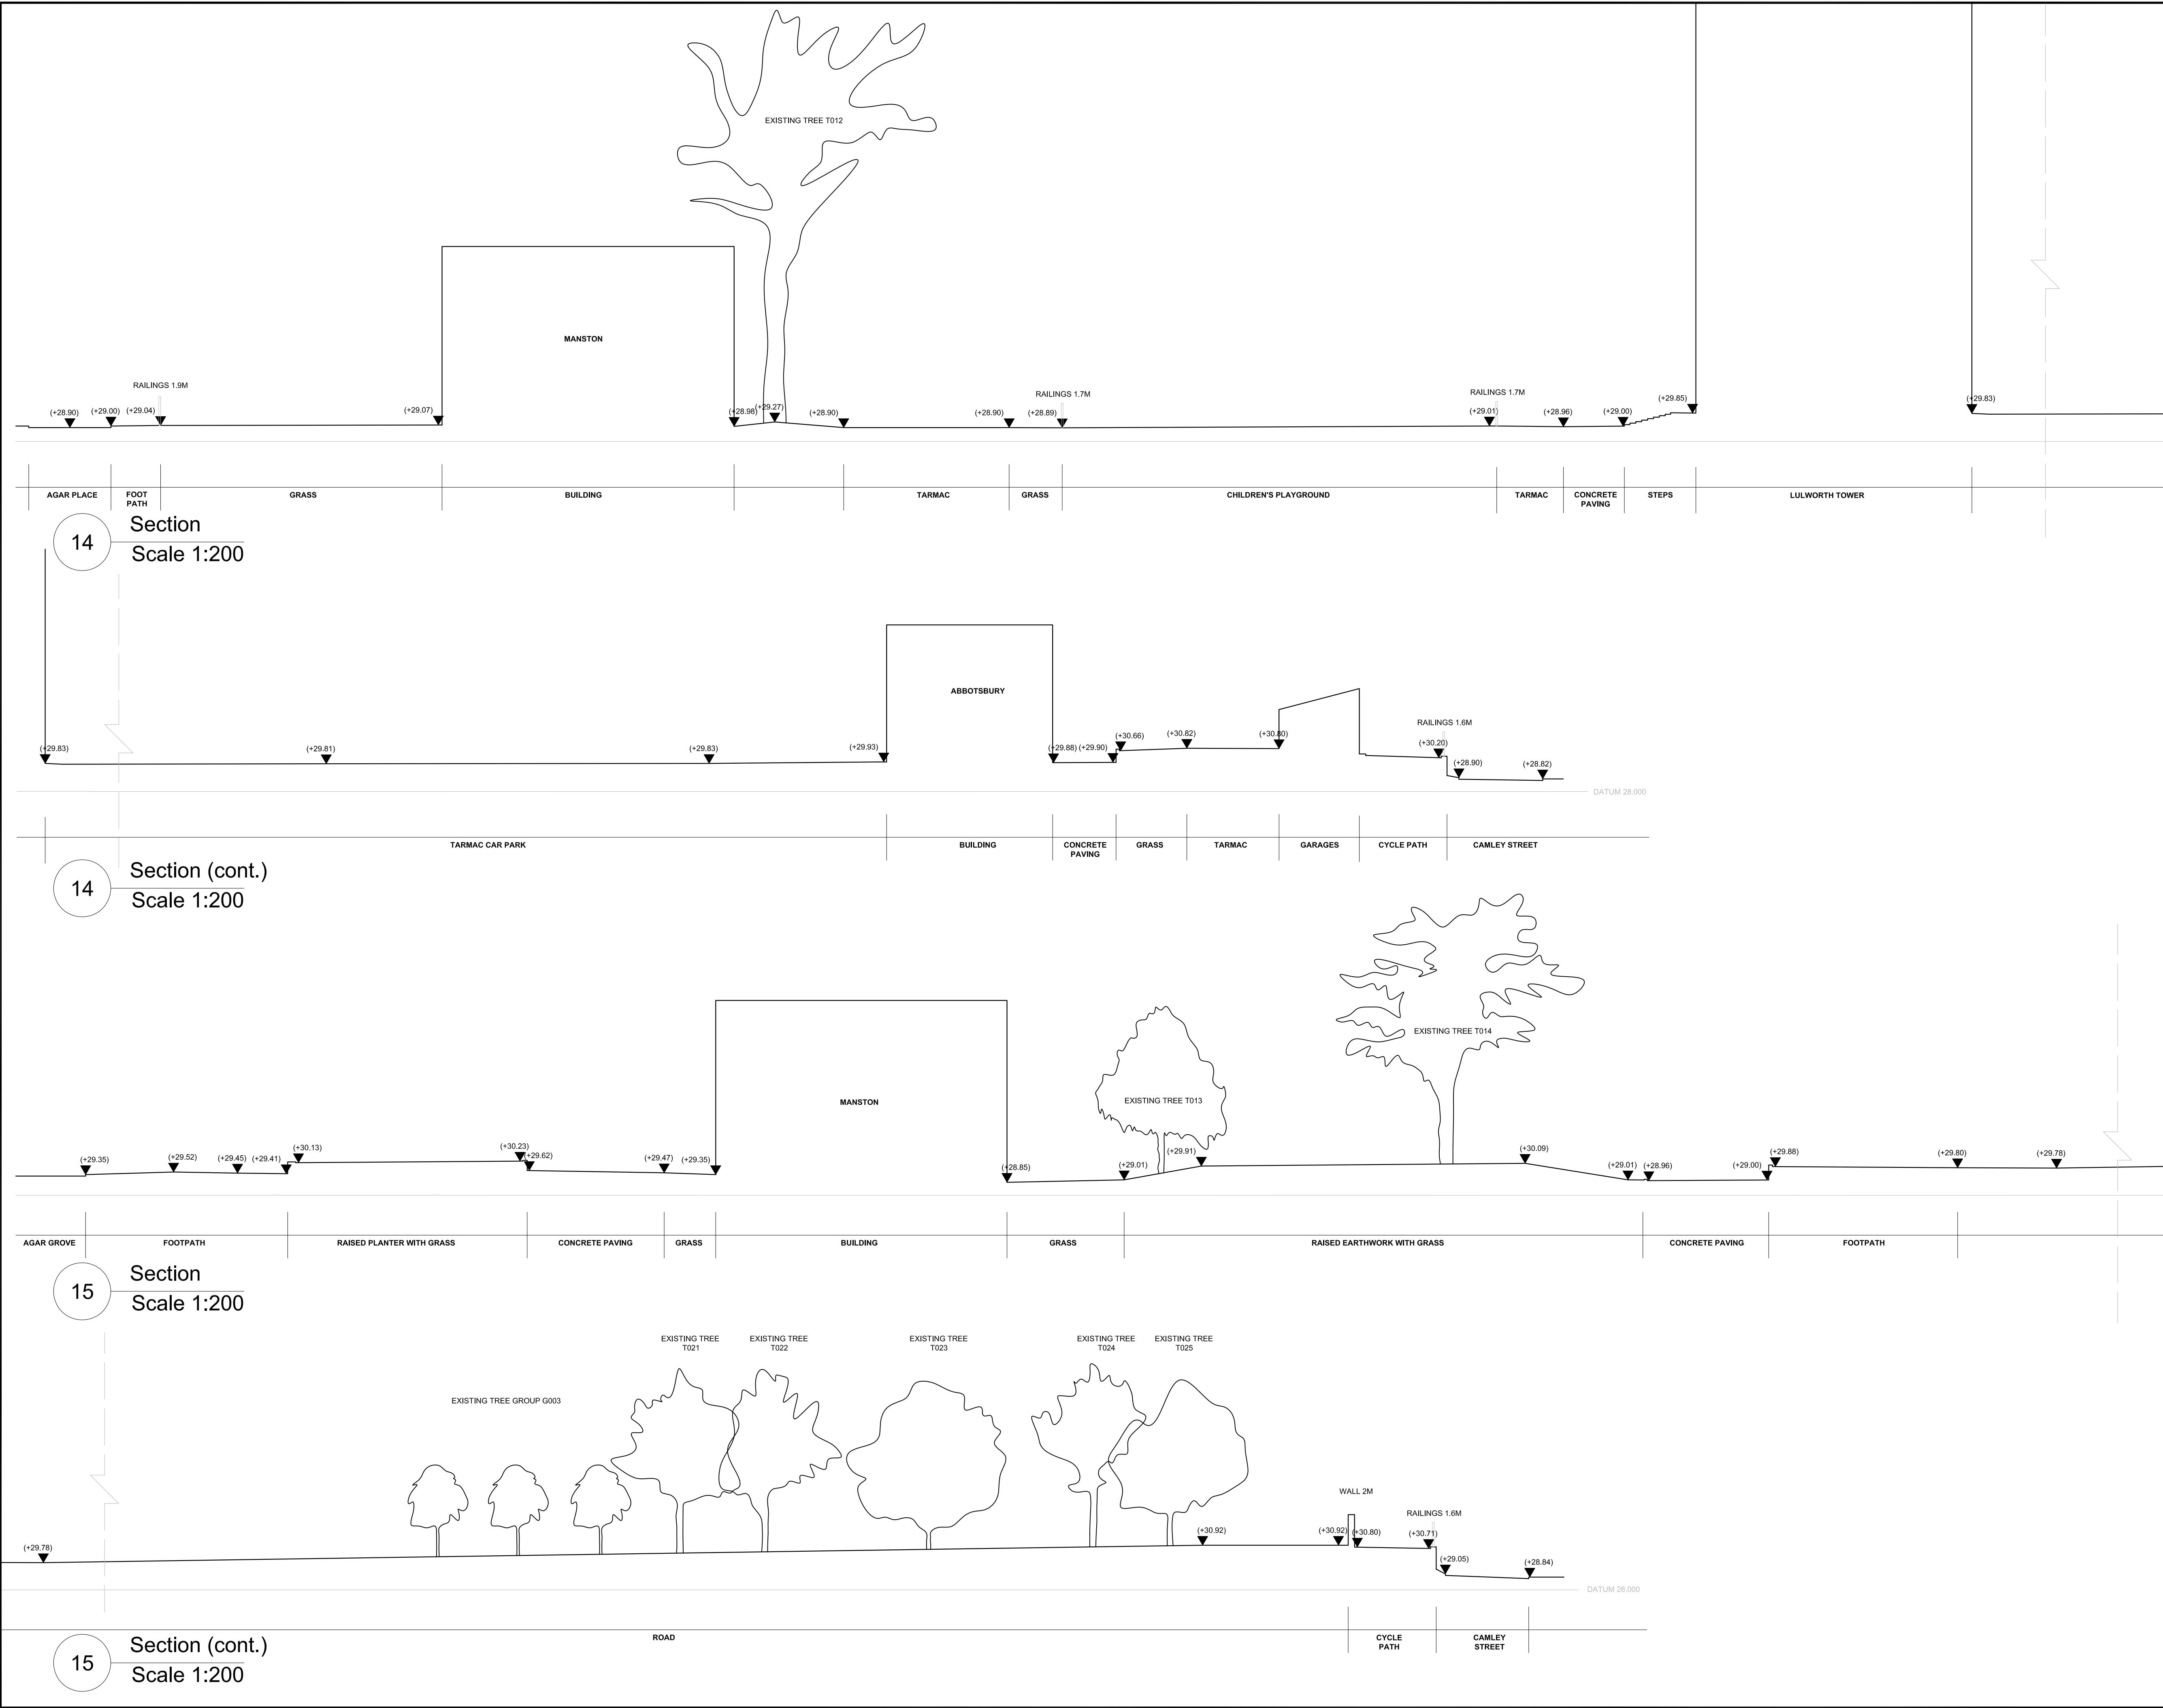 EXISTING TREE T012
MANSTON
RAILINGS 1.9M
RAILINGS 1.7M
RAILINGS 1.7M
(+28.90)
(+29.00)
(+29.04)
(+29.07)
(+28.98)
(+29.27)
(+28.90)
(+28.90)
(+28.89)
(+29.01)
(+28.96)
(+29.00)
(+29.85)
(+29.83)
AGAR PLACE
FOOT
PATH
GRASS
BUILDING
TARMAC
GRASS
CHILDREN'S PLAYGROUND
TARMAC
CONCRETE
PAVING
STEPS
LULWORTH TOWER
14
Section
Scale 1:200
ABBOTSBURY
RAILINGS 1.6M
(+29.83)
(+29.81)
(+29.83)
(+29.93)
(+29.88)
(+29.90)
(+30.66)
(+30.82)
(+30.80)
(+30.20)
(+28.90)
(+28.82)
DATUM 28.000
TARMAC CAR PARK
BUILDING
CONCRETE
PAVING
GRASS
TARMAC
GARAGES
CYCLE PATH
CAMLEY STREET
14
Section (cont.)
Scale 1:200
EXISTING TREE T014
EXISTING TREE T013
MANSTON
(+29.35)
(+29.52)
(+29.45)
(+29.41)
(+30.13)
(+30.23)
(+29.62)
(+29.47)
(+29.35)
(+28.85)
(+29.01)
(+29.91)
(+30.09)
(+29.01)
(+28.96)
(+29.00)
(+29.88)
(+29.80)
(+29.78)
AGAR GROVE
FOOTPATH
RAISED PLANTER WITH GRASS
CONCRETE PAVING
GRASS
BUILDING
GRASS
RAISED EARTHWORK WITH GRASS
CONCRETE PAVING
FOOTPATH
15
Section
Scale 1:200
EXISTING TREE
T021
EXISTING TREE
T022
EXISTING TREE
T023
EXISTING TREE
T024
EXISTING TREE
T025
EXISTING TREE GROUP G003
WALL 2M
RAILINGS 1.6M
(+29.78)
(+30.92)
(+30.92)
(+30.80)
(+30.71)
(+29.05)
(+28.84)
DATUM 28.000
ROAD
CYCLE
PATH
CAMLEY
STREET
15
Section (cont.)
Scale 1:200